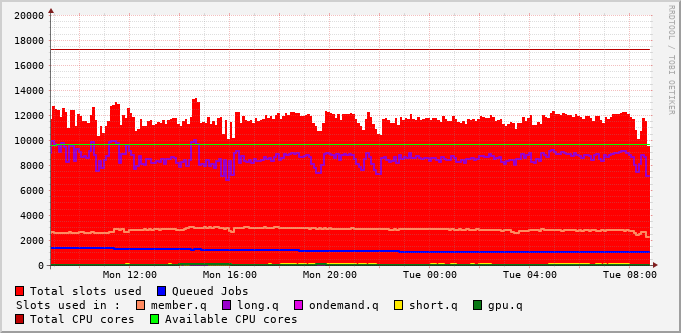 20000
18000
16000
14000
12000
10000
8000
6000
4000
2000
0
Mon 12:00 Mon 16:00 Mon 20:00 Tue 00:00 Tue 04:00 Tue 08:00
RRDTOOL / TOBI OETIKER
Total slots used Queued Jobs
Slots used in : member.q long.q ondemand.q short.q gpu.q
Total CPU cores Available CPU cores